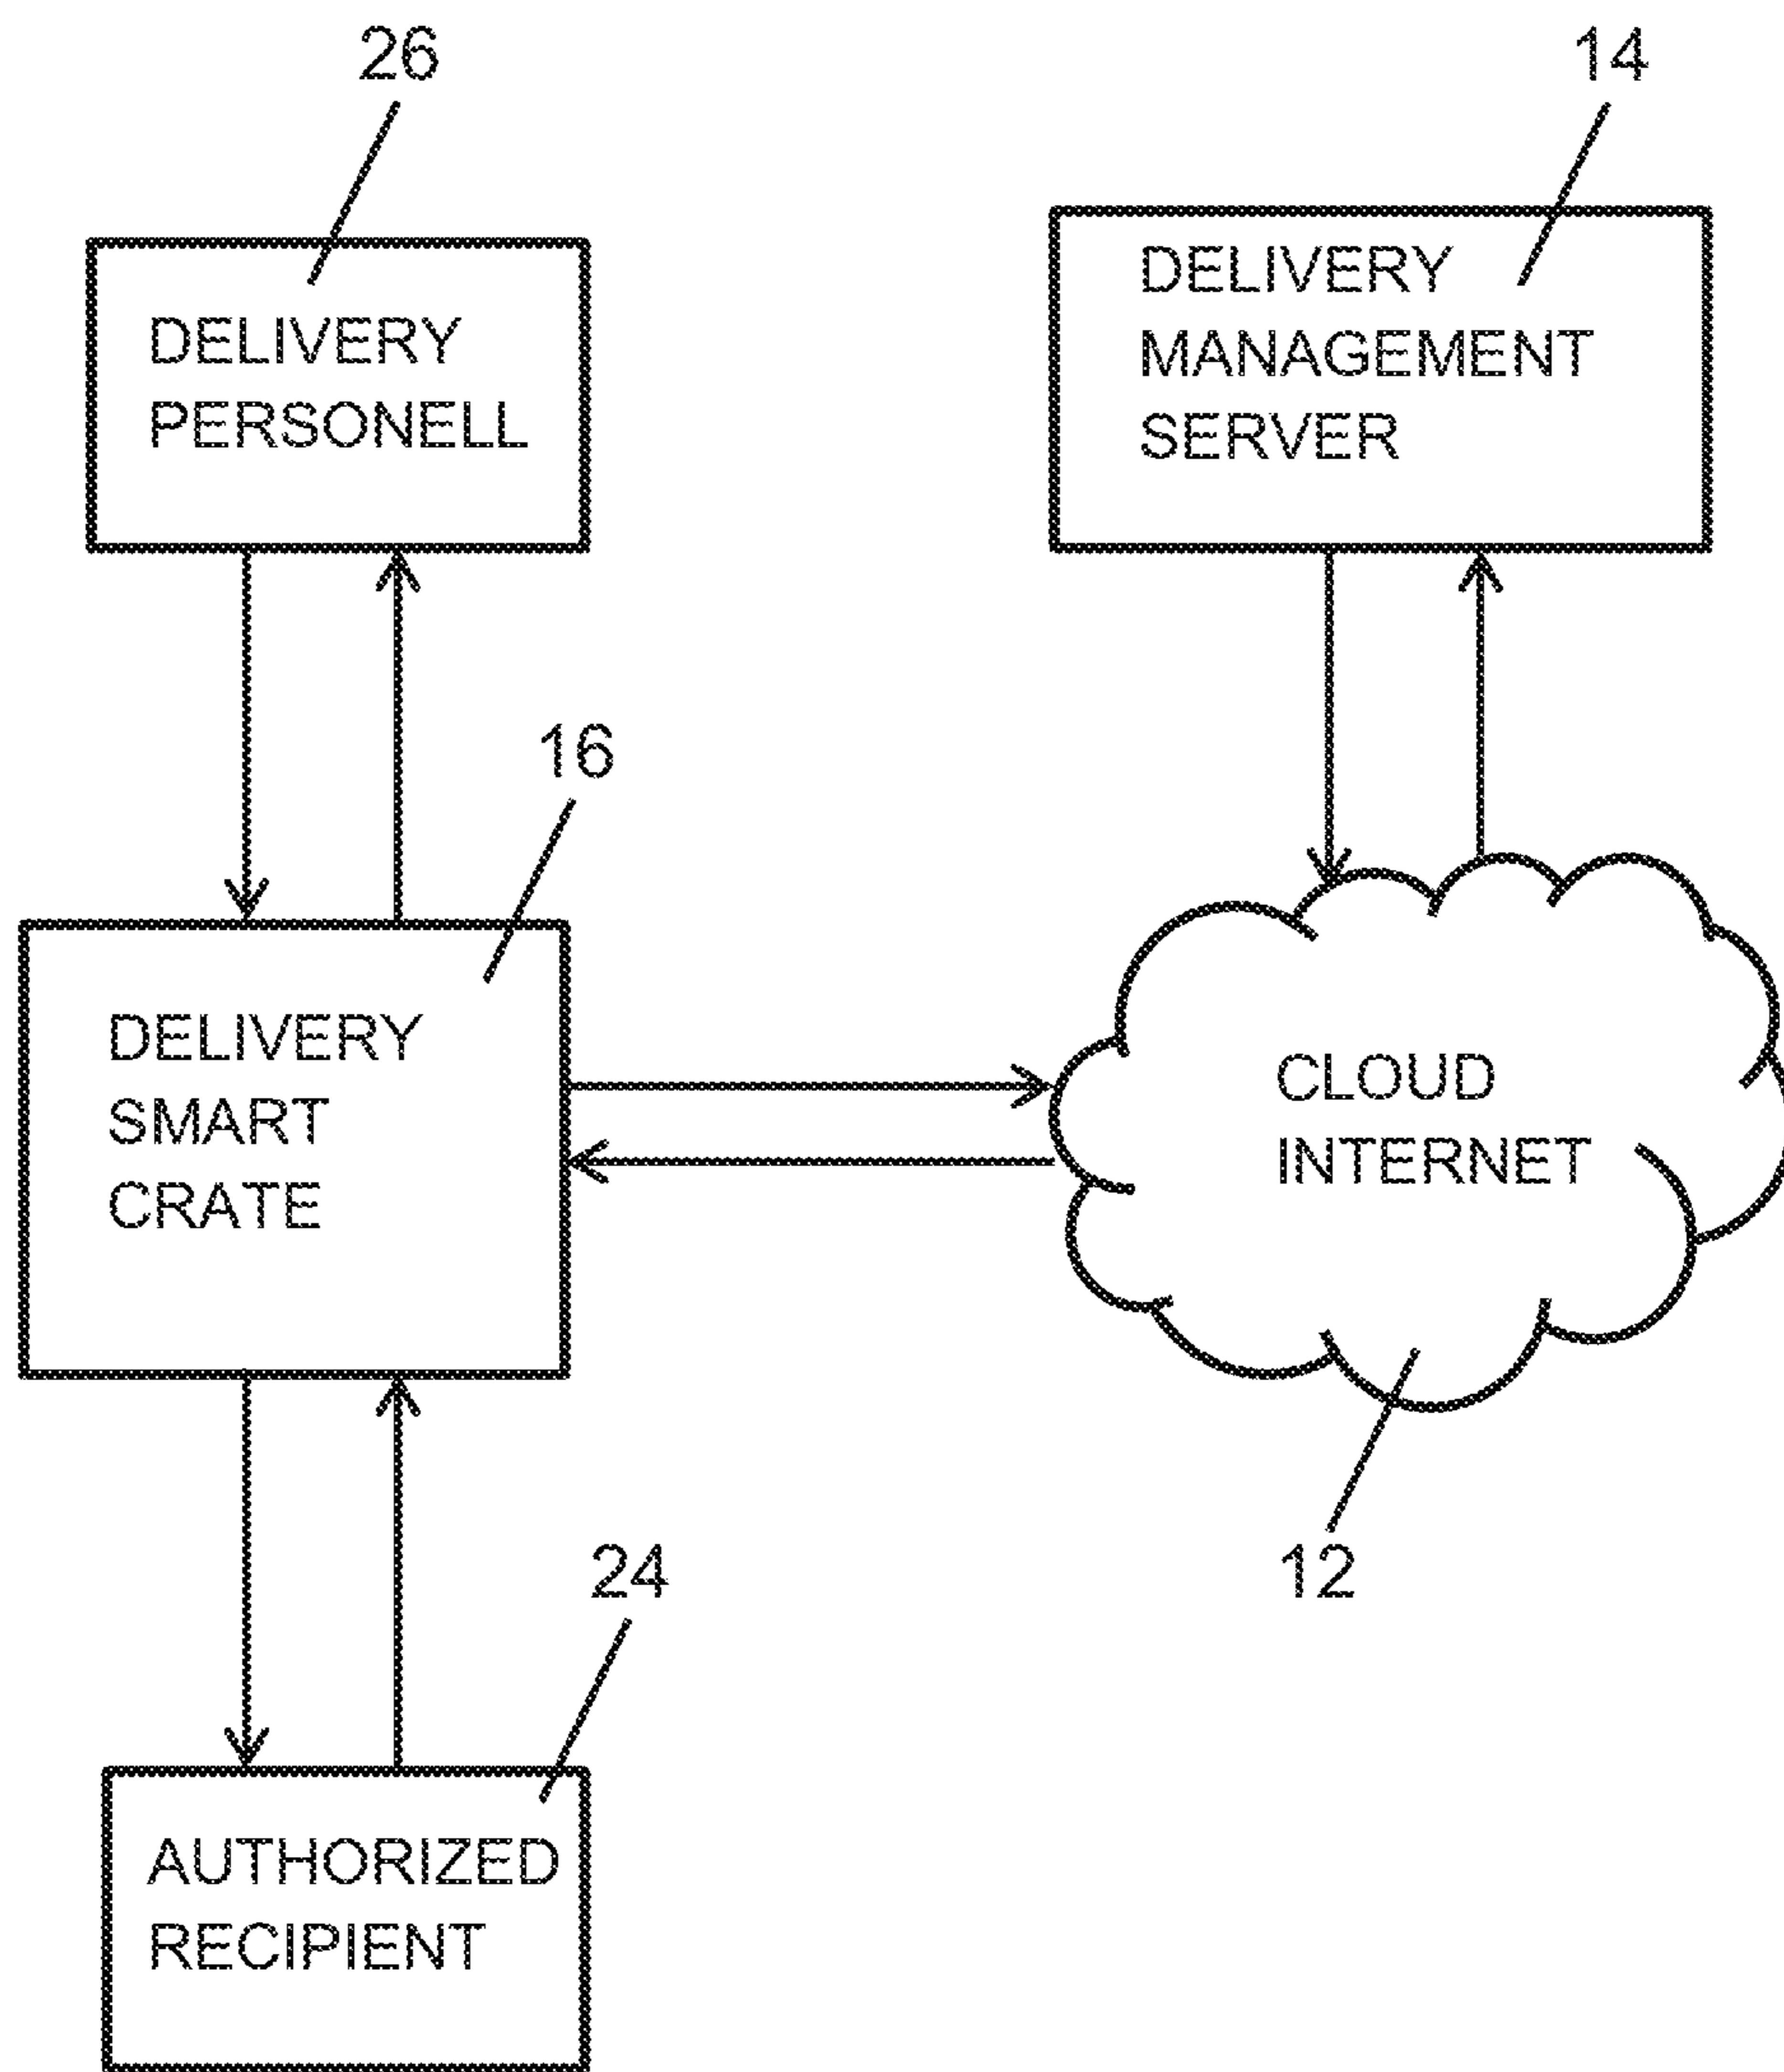 26
14
DELIVERY
PERSONELL
DELIVERY
MANAGEMENT
SERVER
16
DELIVERY
SMART
CRATE
CLOUD
INTERNET
24
12
AUTHORIZED
RECIPIENT